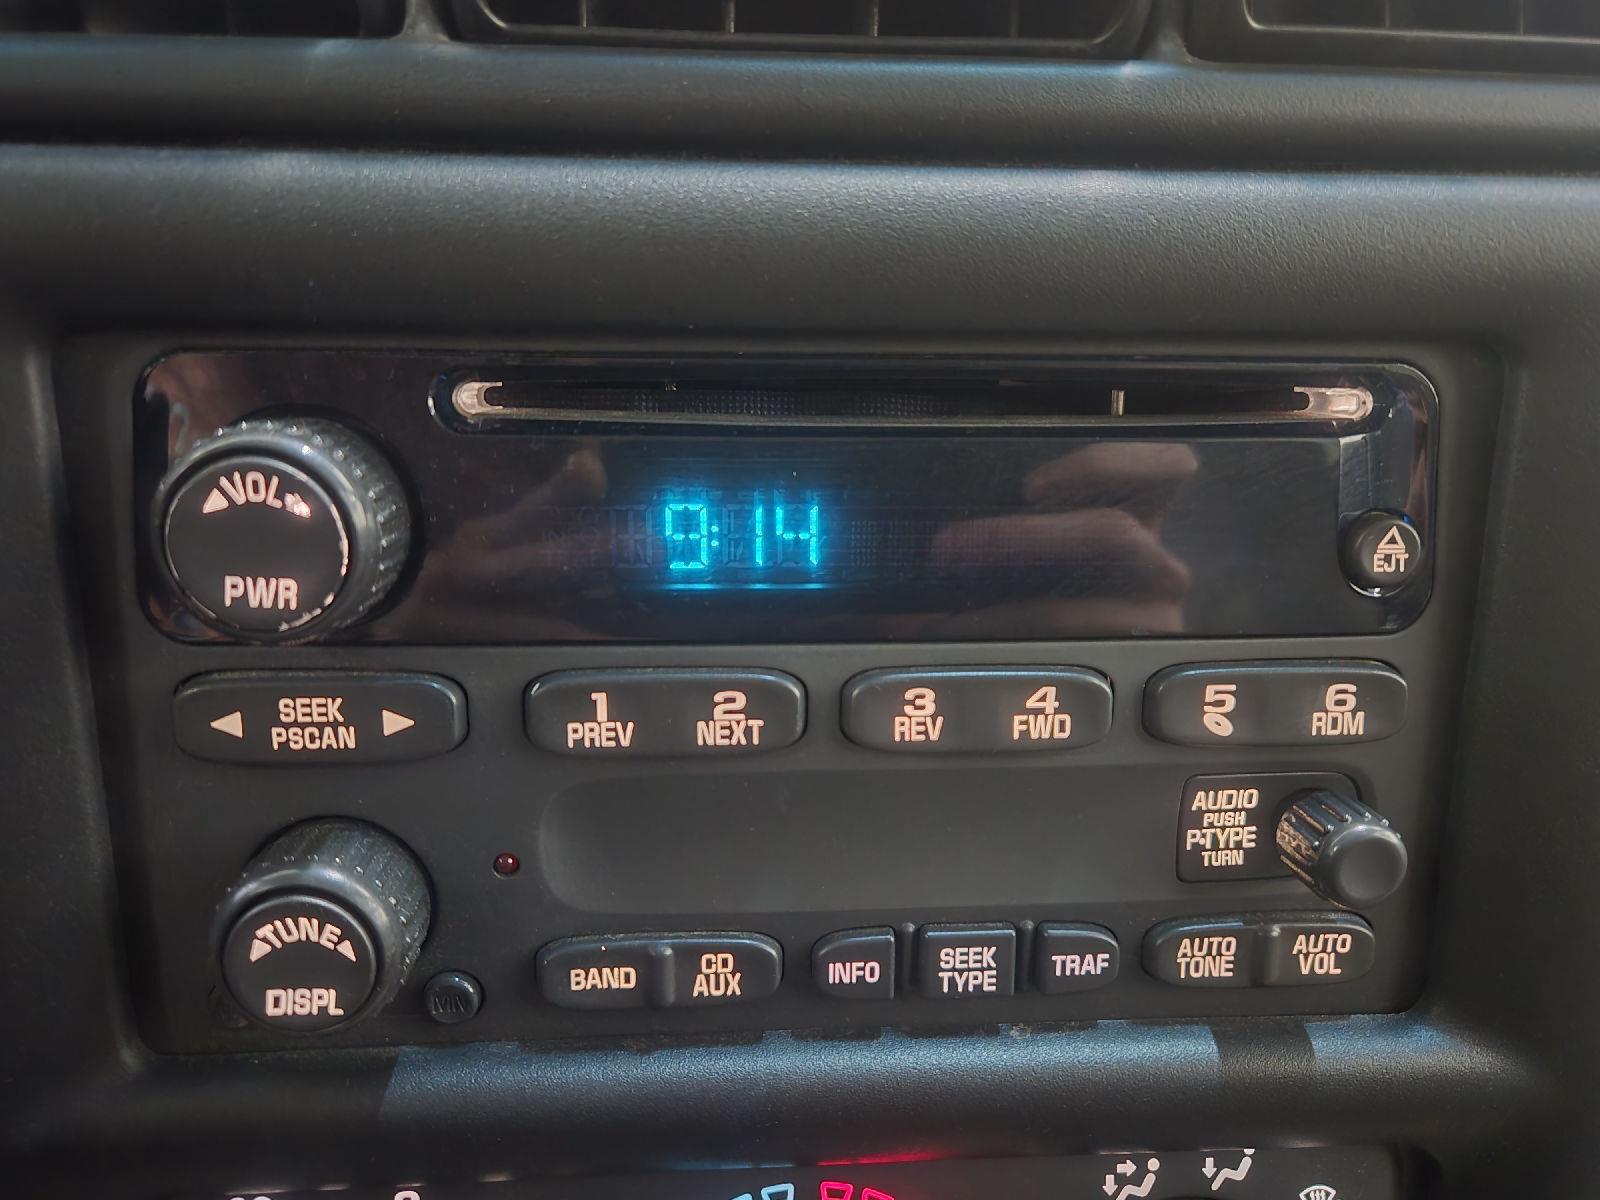 VOL
PWR
9:14
EJT
SEEK
PSCAN
1
PREV
2
NEXT
3
REV
4
FWD
5
6
RDM
AUDIO
PUSH
P•TYPE
TURN
TUNE
DISPL
MN
BAND
CD
AUX
INFO
SEEK
TYPE
TRAF
AUTO
TONE
AUTO
VOL